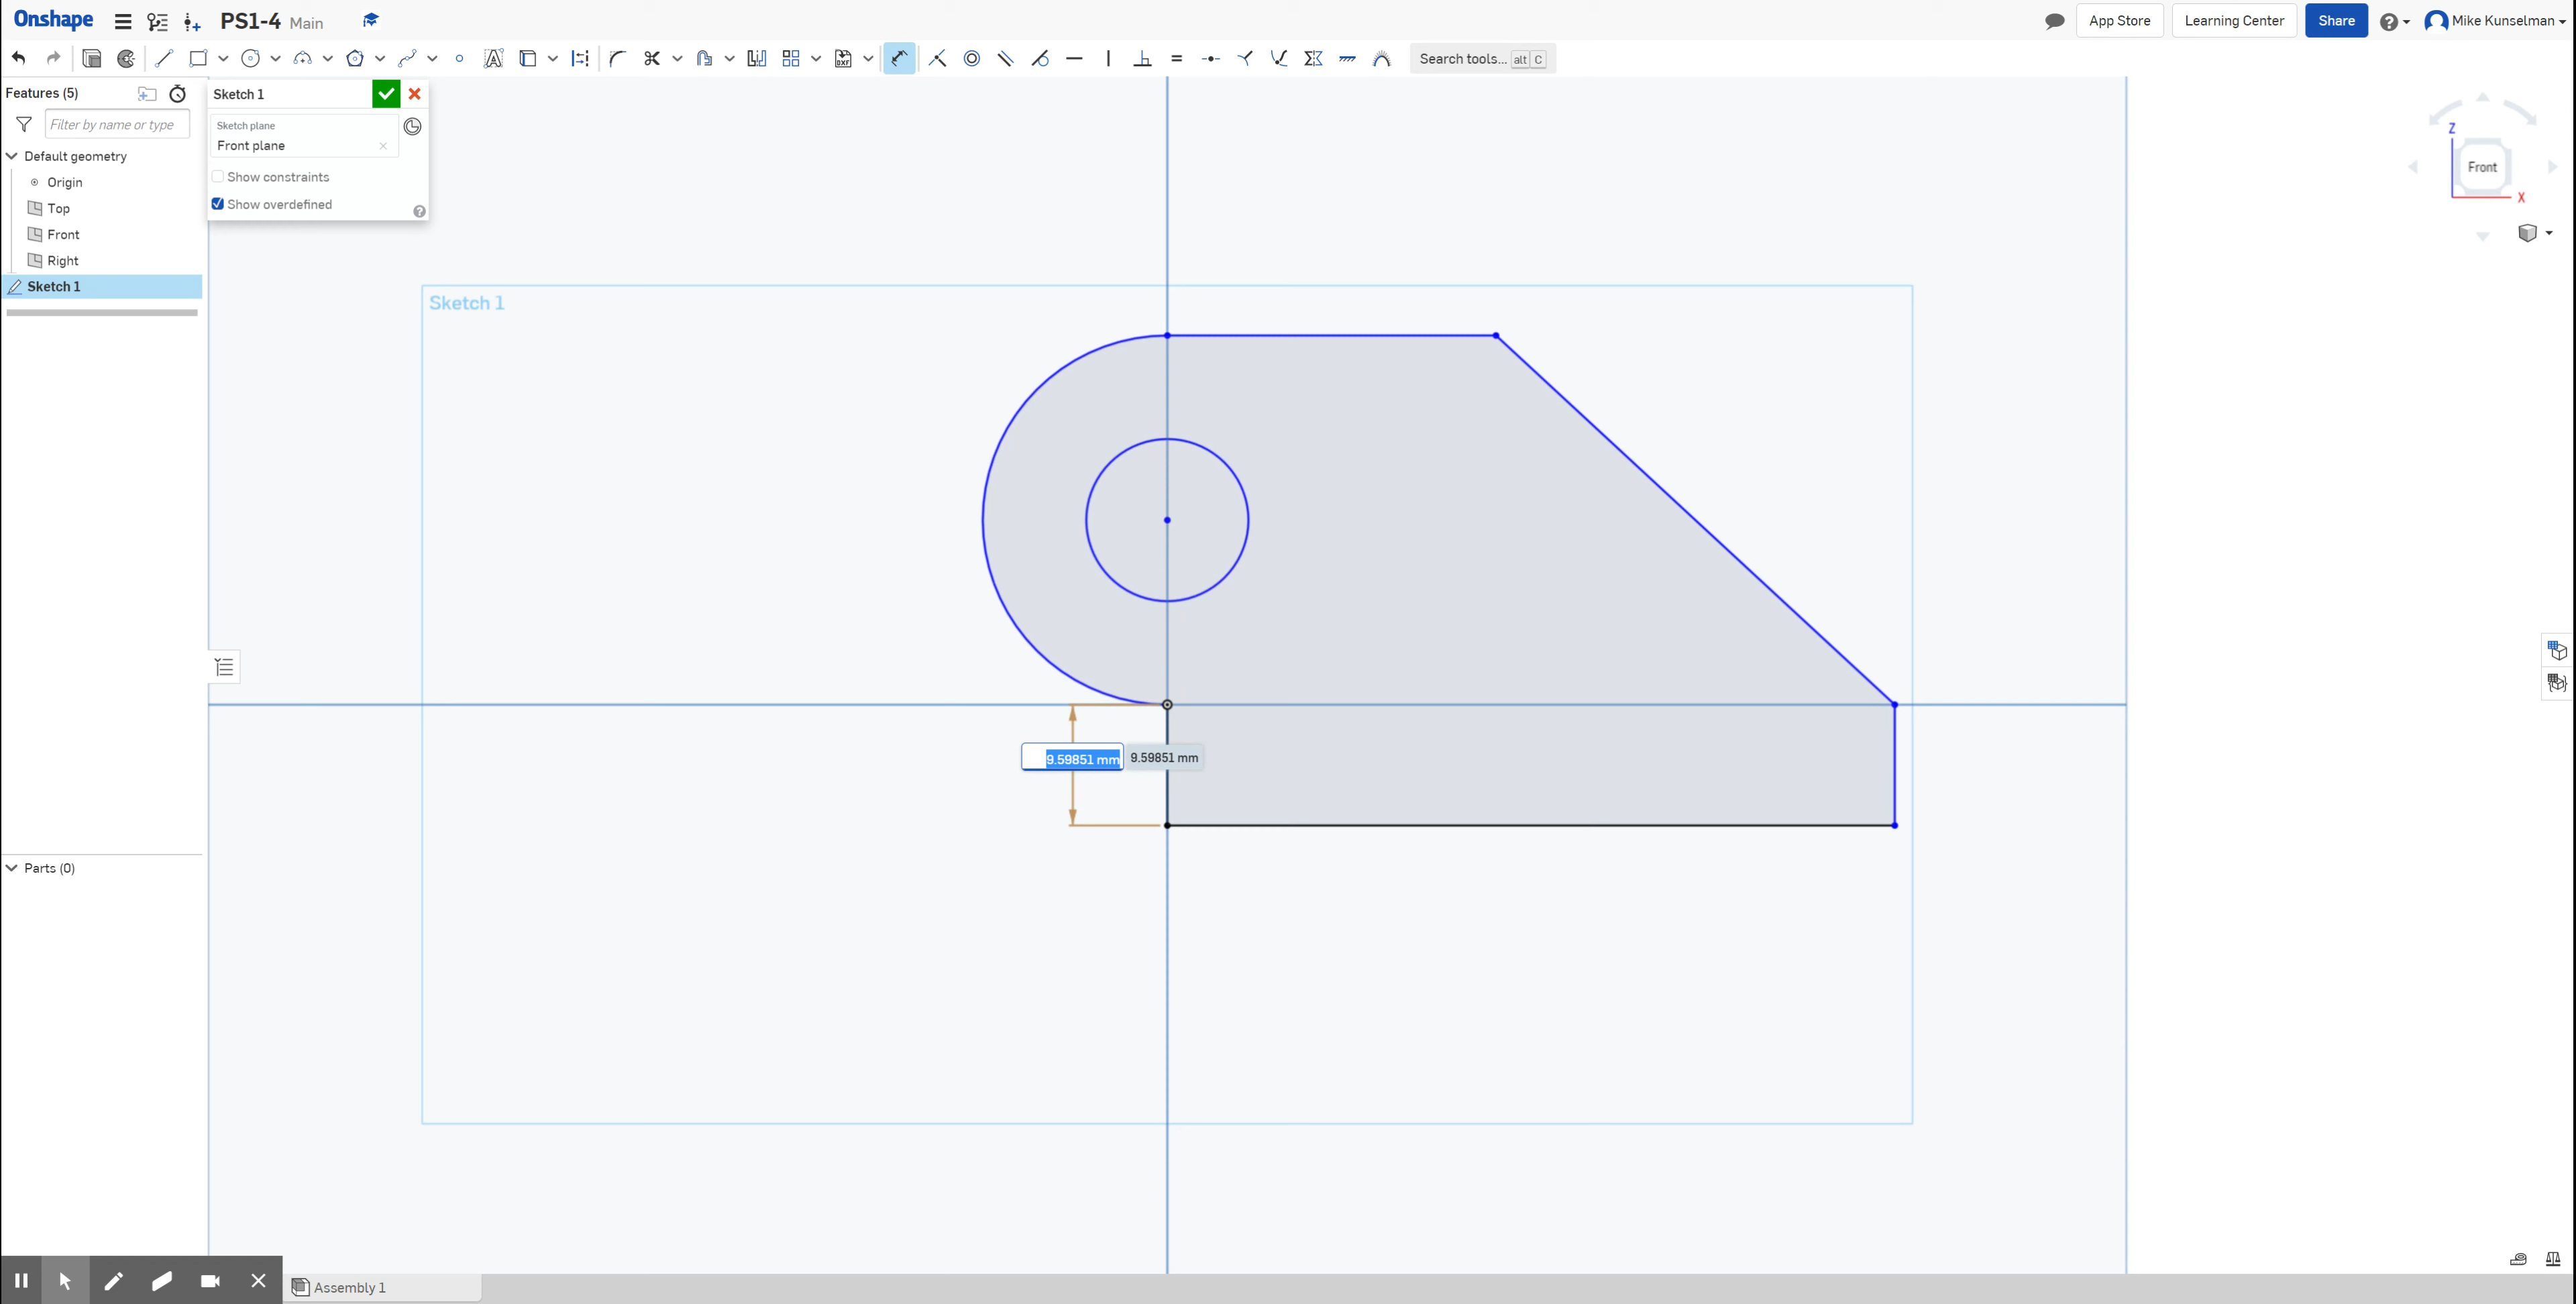 Onshape PS1-4 Main App Store Learning Center Share Mike Kunselman
Search tools... alt C
Features (5)
Sketch 1
Filter by name or type
Sketch plane
Front plane
Default geometry
Show constraints
Origin
Show overdefined
Top
Front
Right
Sketch 1
Z
Front
X
Sketch 1
9.59851 mm 9.59851 mm
Parts (0)
Assembly 1